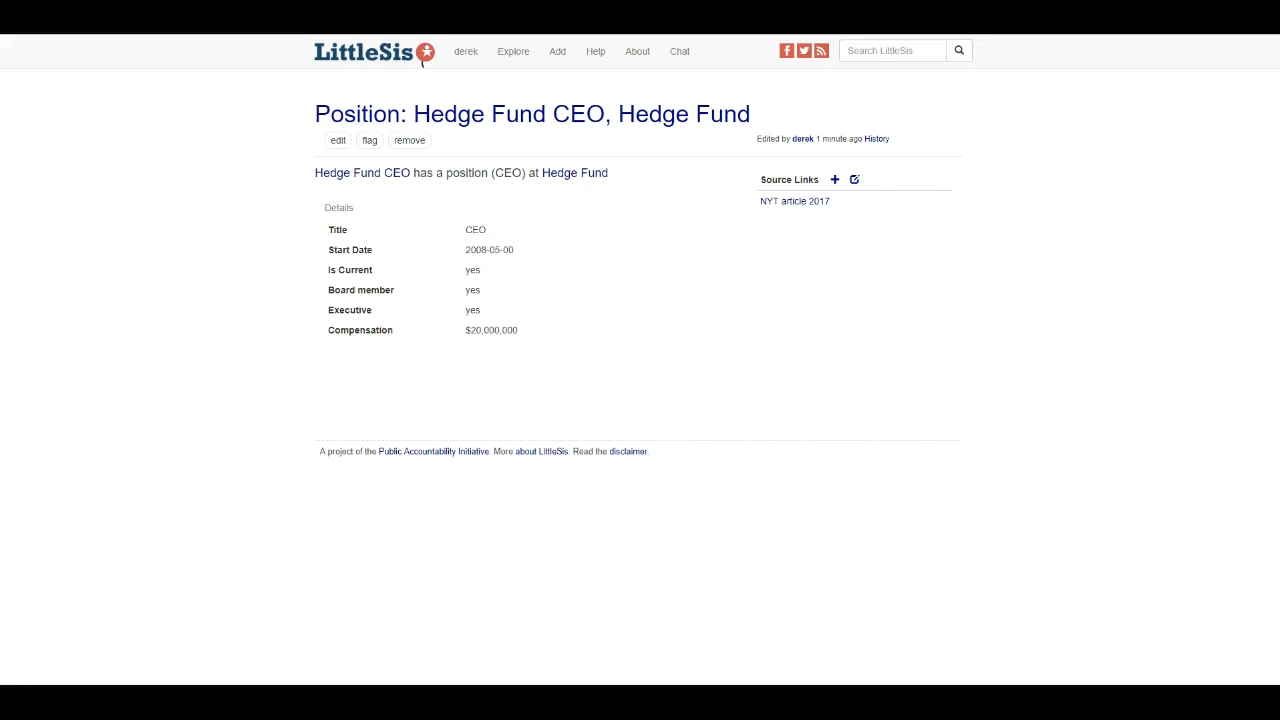 LittleSis derek Explore Add Help About Chat Search LittleSis
Position: Hedge Fund CEO, Hedge Fund
edit flag remove
Edited by derek 1 minute ago History
Hedge Fund CEO has a position (CEO) at Hedge Fund
Source Links
NYT article 2017
Details
Title CEO
Start Date 2008-05-00
Is Current yes
Board member yes
Executive yes
Compensation $20,000,000
A project of the Public Accountability Initiative. More about LittleSis. Read the disclaimer.